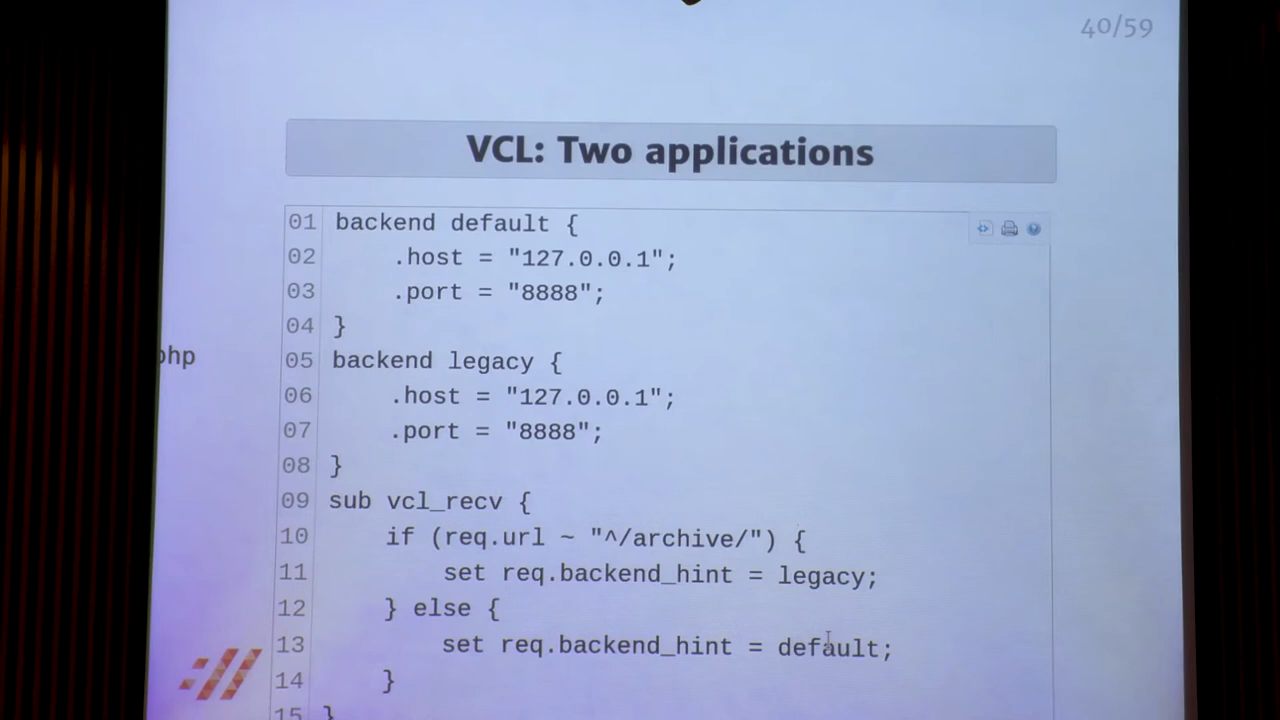 40/59
VCL: Two applications
01 backend default {
02 .host = "127.0.0.1";
03 .port = "8888";
04 }
05 backend legacy {
06 .host = "127.0.0.1";
07 .port = "8888";
08 }
09 sub vcl_recv {
10 if (req.url ~ "^/archive/") {
11 set req.backend_hint = legacy;
12 } else {
13 set req.backend_hint = default;
14 }
15 }